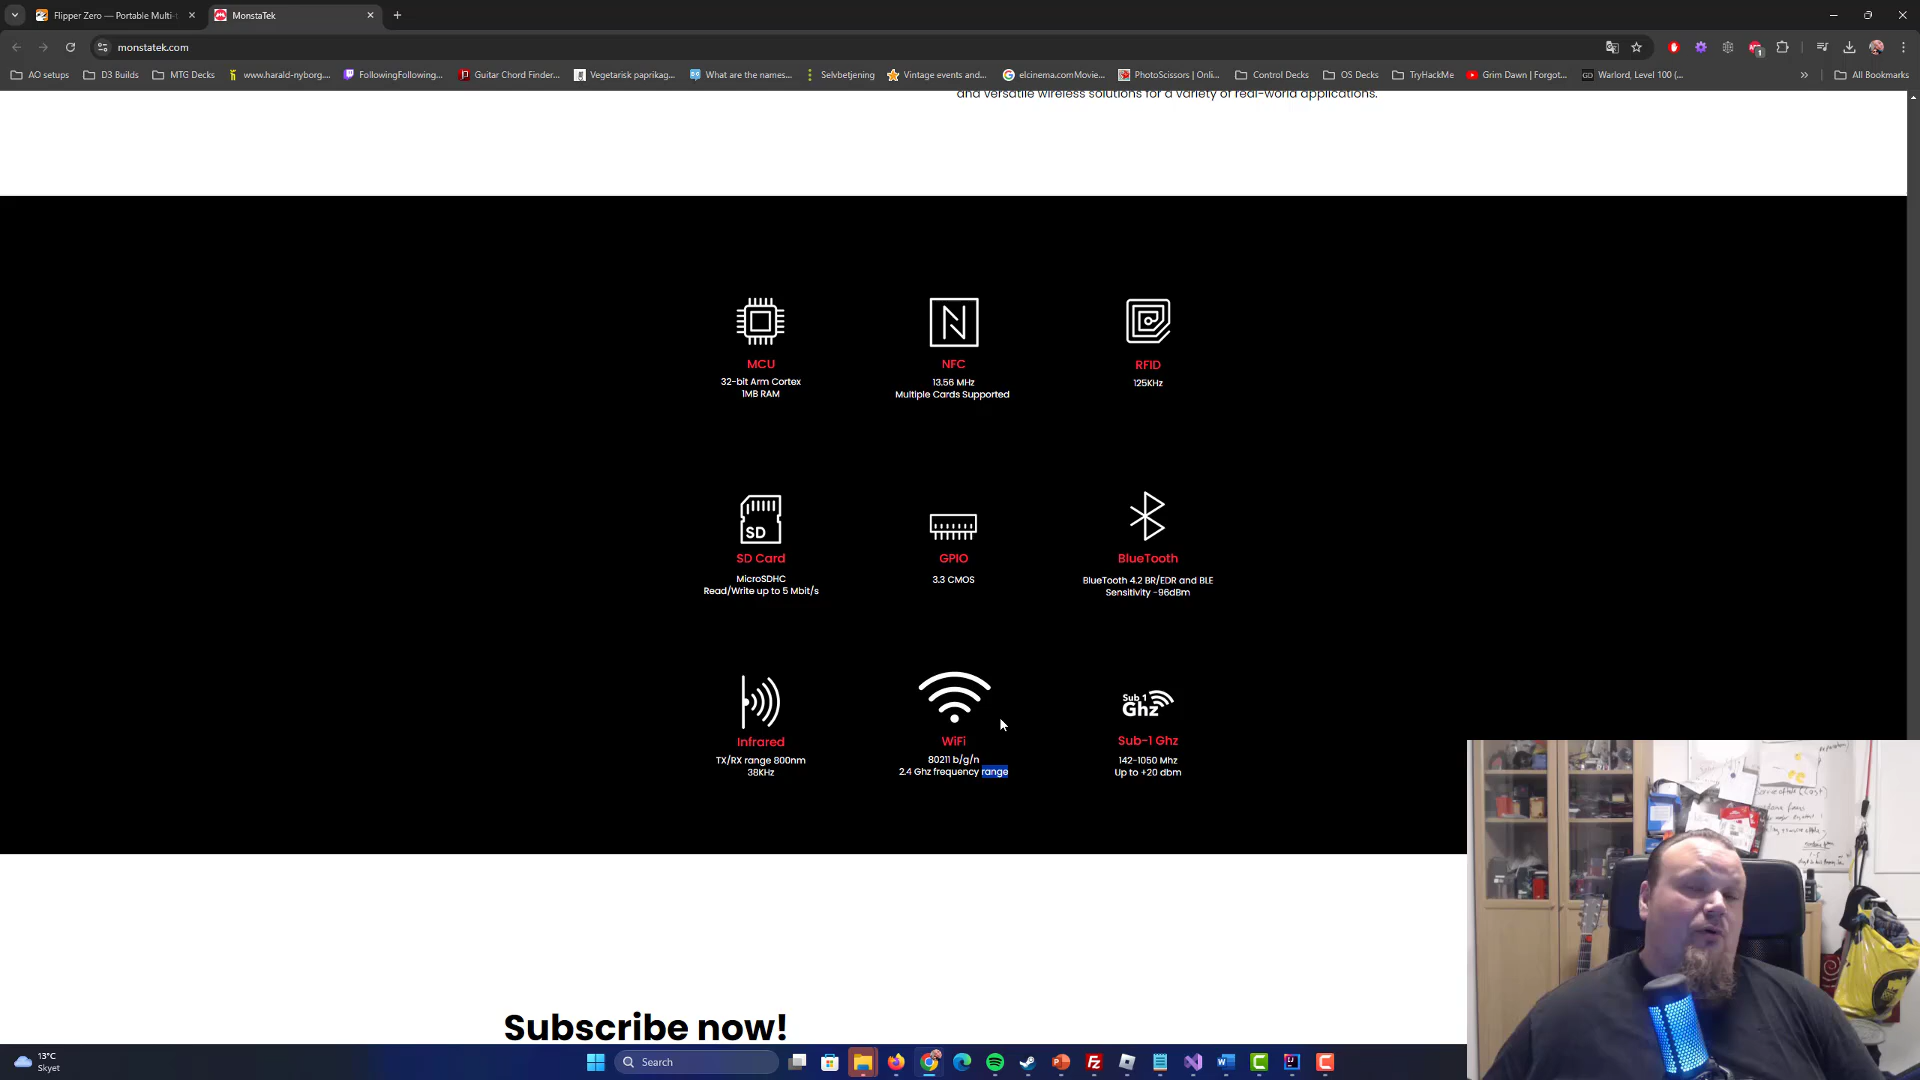 Flipper Zero — Portable Multi-
MonstaTek
monstatek.com
AO setups
D3 Builds
MTG Decks
www.harald-nyborg....
FollowingFollowing...
Guitar Chord Finder...
Vegetarisk paprikag...
What are the names...
Selvbetjening
Vintage events and...
elcinema.comMovie...
PhotoScissors | Onli...
Control Decks
OS Decks
TryHackMe
Grim Dawn | Forgot...
GD Warlord, Level 100 (...
»
All Bookmarks
and versatile wireless solutions for a variety of real-world applications.
MCU
32-bit Arm Cortex
1MB RAM
NFC
13.56 MHz
Multiple Cards Supported
RFID
125KHz
SD
SD Card
MicroSDHC
Read/Write up to 5 Mbit/s
GPIO
3.3 CMOS
BlueTooth
BlueTooth 4.2 BR/EDR and BLE
Sensitivity -96dBm
Infrared
TX/RX range 800nm
38KHz
WiFi
80211 b/g/n
2.4 Ghz frequency range
Sub 1
Ghz
Sub-1 Ghz
142-1050 Mhz
Up to +20 dbm
Subscribe now!
13°C
Skyet
Search